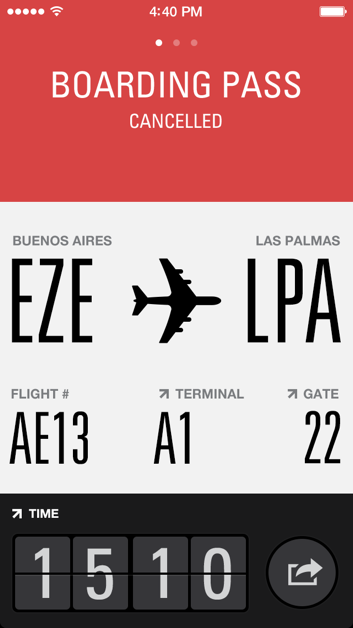 4:40 PM
BOARDING PASS
CANCELLED
BUENOS AIRES LAS PALMAS
EZE LPA
FLIGHT # TERMINAL GATE
AE13 A1 22
TIME
1510